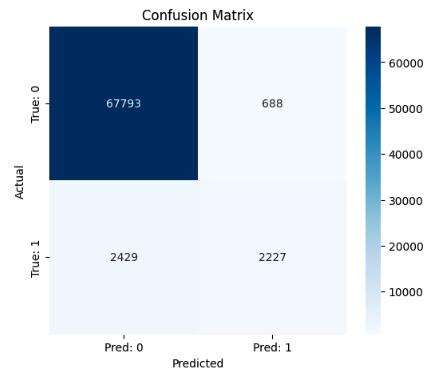 Confusion Matrix
True: 0
67793
688
True: 1
2429
2227
Pred: 0
Pred: 1
Actual
Predicted
60000
50000
40000
30000
20000
10000